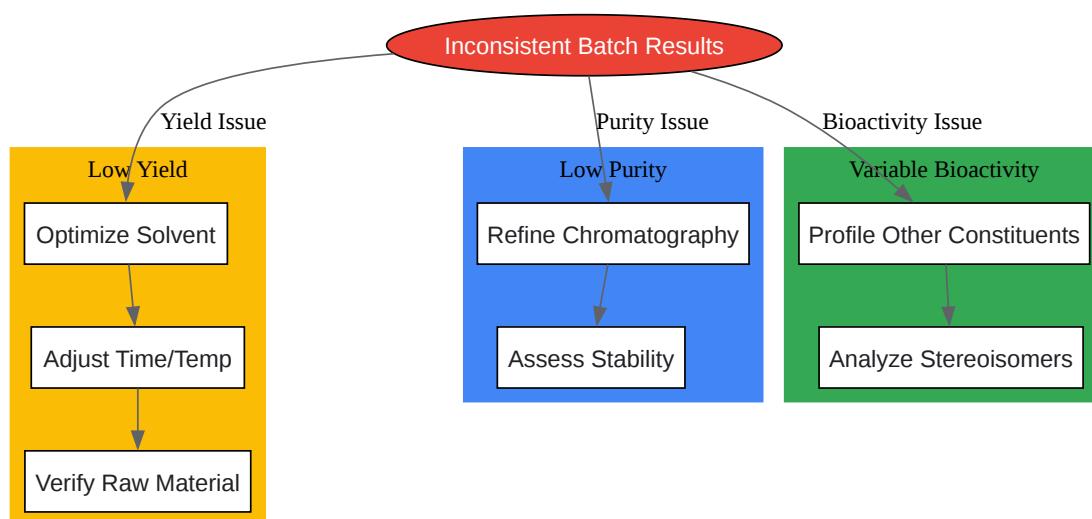 Inconsistent Batch Results
Yield Issue
Purity Issue
Bioactivity Issue
Low Yield
Low Purity
Variable Bioactivity
Optimize Solvent
Refine Chromatography
Profile Other Constituents
Adjust Time/Temp
Assess Stability
Analyze Stereoisomers
Verify Raw Material